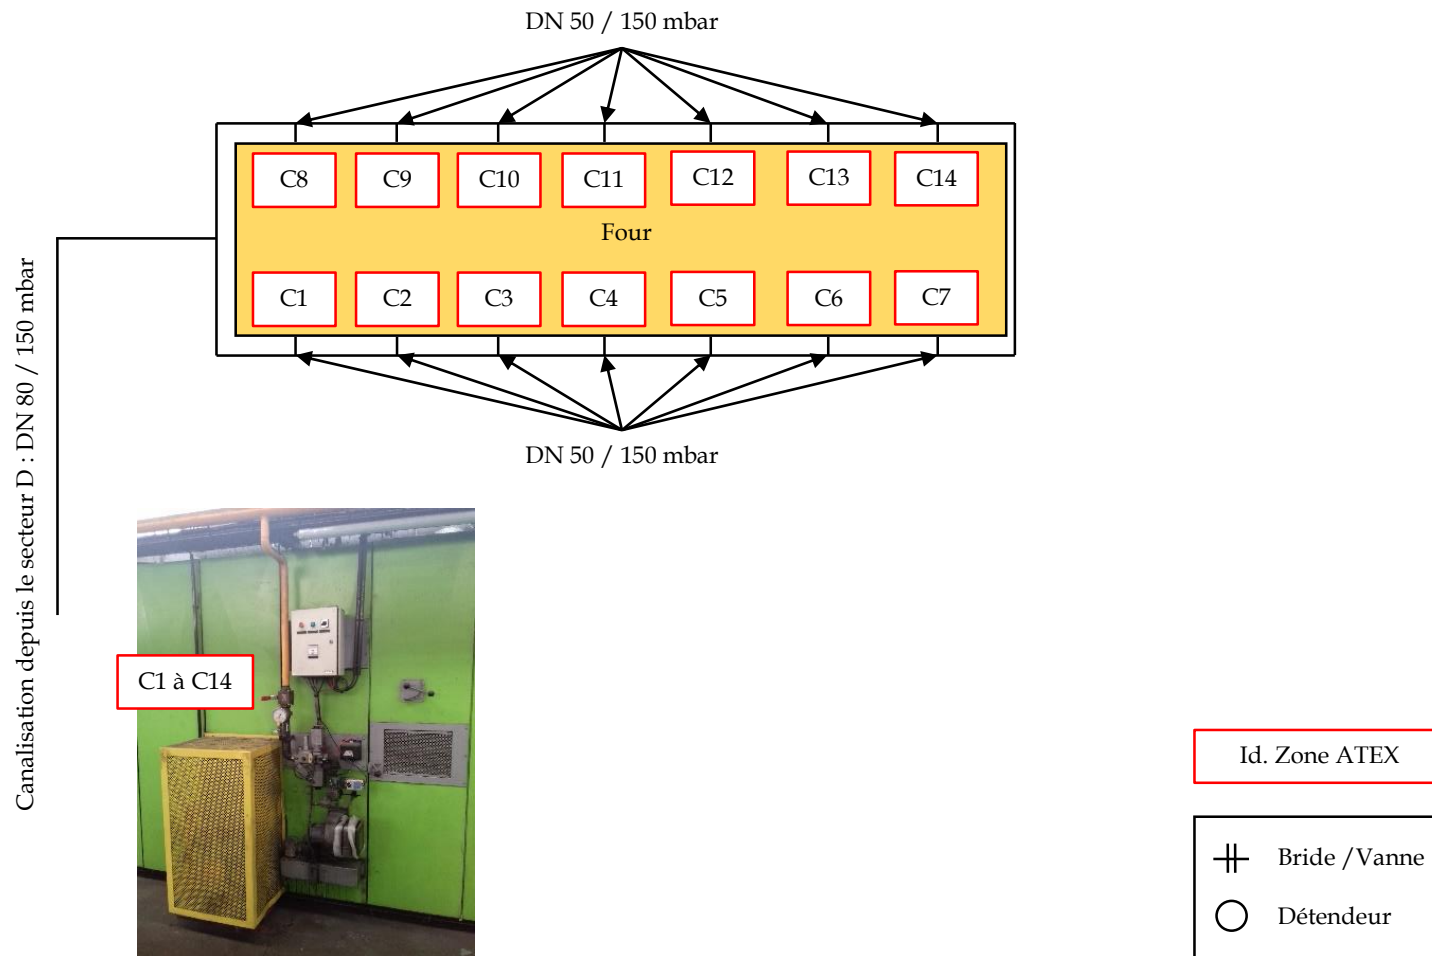 DN 50 / 150 mbar
C8 C9 C10 C11 C12 C13 C14
Four
C1 C2 C3 C4 C5 C6 C7
DN 50 / 150 mbar
Canalisation depuis le secteur D : DN 80 / 150 mbar
C1 à C14
Id. Zone ATEX
Bride /Vanne
Détendeur